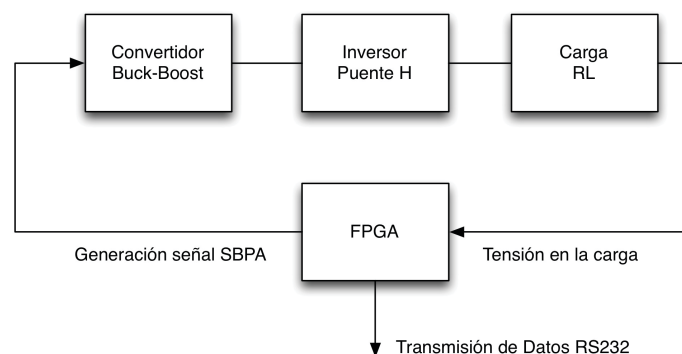 Convertidor
Buck-Boost
Inversor
Puente H
Carga
RL
FPGA
Generación señal SBPA
Tensión en la carga
Transmisión de Datos RS232